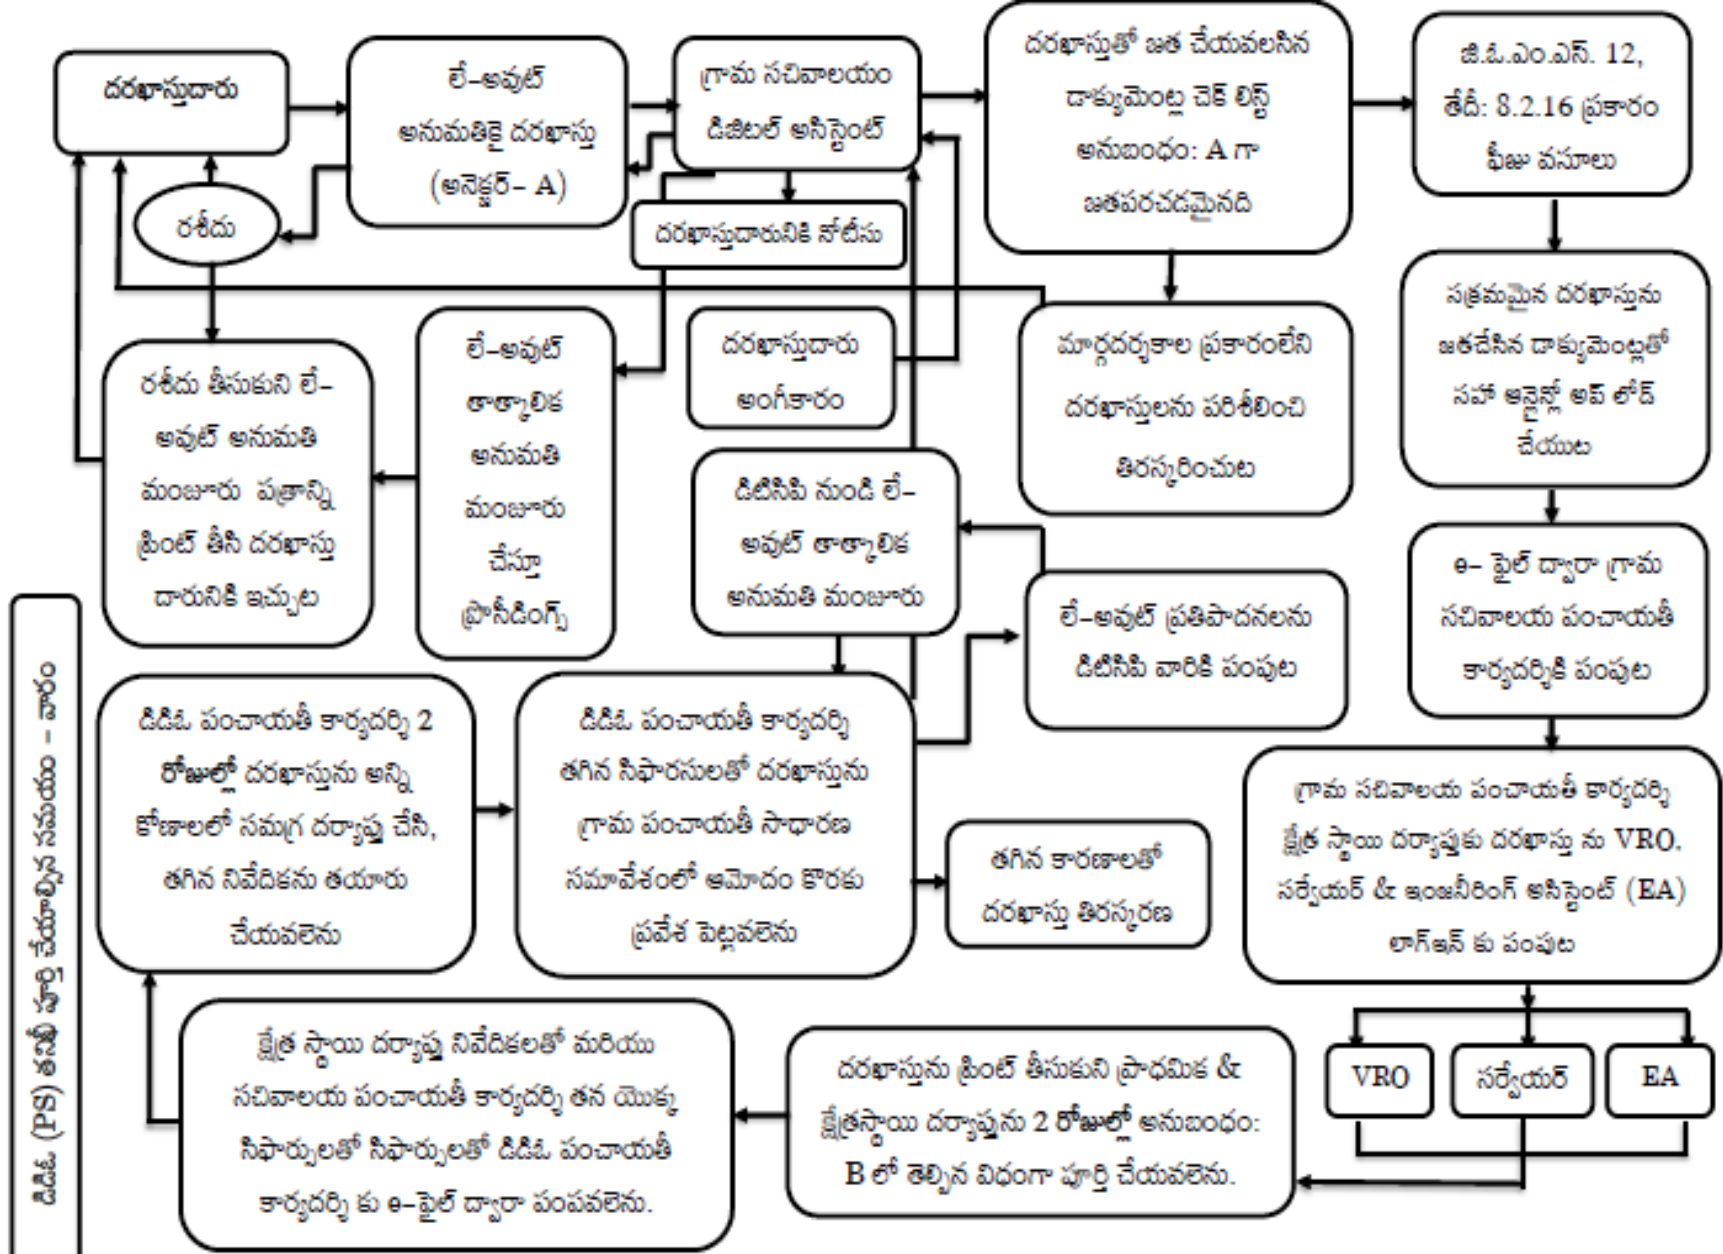 దరఖాస్తుదారు
లే-అవుట్
అనుమతికై దరఖాస్తు
(అనెక్జర్- A)
గ్రామ సచివాలయం
డిజిటల్ అసిస్టెంట్
దరఖాస్తుతో జత చేయవలసిన
డాక్యుమెంట్ల చెక్ లిస్ట్
అనుబంధం: A గా
జతపరచడమైనది
జి.ఓ.ఎం.ఎస్. 12,
తేదీ: 8.2.16 ప్రకారం
ఫీజు వసూలు
రశీదు
దరఖాస్తుదారునికి నోటీసు
రశీదు తీసుకుని లే-
అవుట్ అనుమతి
మంజూరు పత్రాన్ని
ప్రింట్ తీసి దరఖాస్తు
దారునికి ఇచ్చుట
లే-అవుట్
తాత్కాలిక
అనుమతి
మంజూరు
చేస్తూ
ప్రొసీడింగ్స్
దరఖాస్తుదారు
అంగీకారం
మార్గదర్శకాల ప్రకారంలేని
దరఖాస్తులను పరిశీలించి
తిరస్కరించుట
సక్రమమైన దరఖాస్తును
జతచేసిన డాక్యుమెంట్లతో
సహా ఆన్లైన్లో అప్ లోడ్
చేయుట
డిటిసిపి నుండి లే-
అవుట్ తాత్కాలిక
అనుమతి మంజూరు
లే-అవుట్ ప్రతిపాదనలను
డిటిసిపి వారికి పంపుట
e- ఫైల్ ద్వారా గ్రామ
సచివాలయ పంచాయతీ
కార్యదర్శికి పంపుట
డిడిఓ (PS) తనిఖీ పూర్తి చేయాల్సిన సమయం - వారం
డిడిఓ పంచాయతీ కార్యదర్శి 2
రోజుల్లో దరఖాస్తును అన్ని
కోణాలలో సమగ్ర దర్యాప్తు చేసి,
తగిన నివేదికను తయారు
చేయవలెను
డిడిఓ పంచాయతీ కార్యదర్శి
తగిన సిఫారసులతో దరఖాస్తును
గ్రామ పంచాయతీ సాధారణ
సమావేశంలో ఆమోదం కొరకు
ప్రవేశ పెట్టవలెను
తగిన కారణాలతో
దరఖాస్తు తిరస్కరణ
గ్రామ సచివాలయ పంచాయతీ కార్యదర్శి
క్షేత్ర స్థాయి దర్యాప్తుకు దరఖాస్తు ను VRO,
సర్వేయర్ & ఇంజనీరింగ్ అసిస్టెంట్ (EA)
లాగ్ఇన్ కు పంపుట
VRO
సర్వేయర్
EA
క్షేత్ర స్థాయి దర్యాప్తు నివేదికలతో మరియు
సచివాలయ పంచాయతీ కార్యదర్శి తన యొక్క
సిఫార్సులతో సిఫార్సులతో డిడిఓ పంచాయతీ
కార్యదర్శి కు e-ఫైల్ ద్వారా పంపవలెను.
దరఖాస్తును ప్రింట్ తీసుకుని ప్రాధమిక &
క్షేత్రస్థాయి దర్యాప్తును 2 రోజుల్లో అనుబంధం:
B లో తెల్పిన విధంగా పూర్తి చేయవలెను.